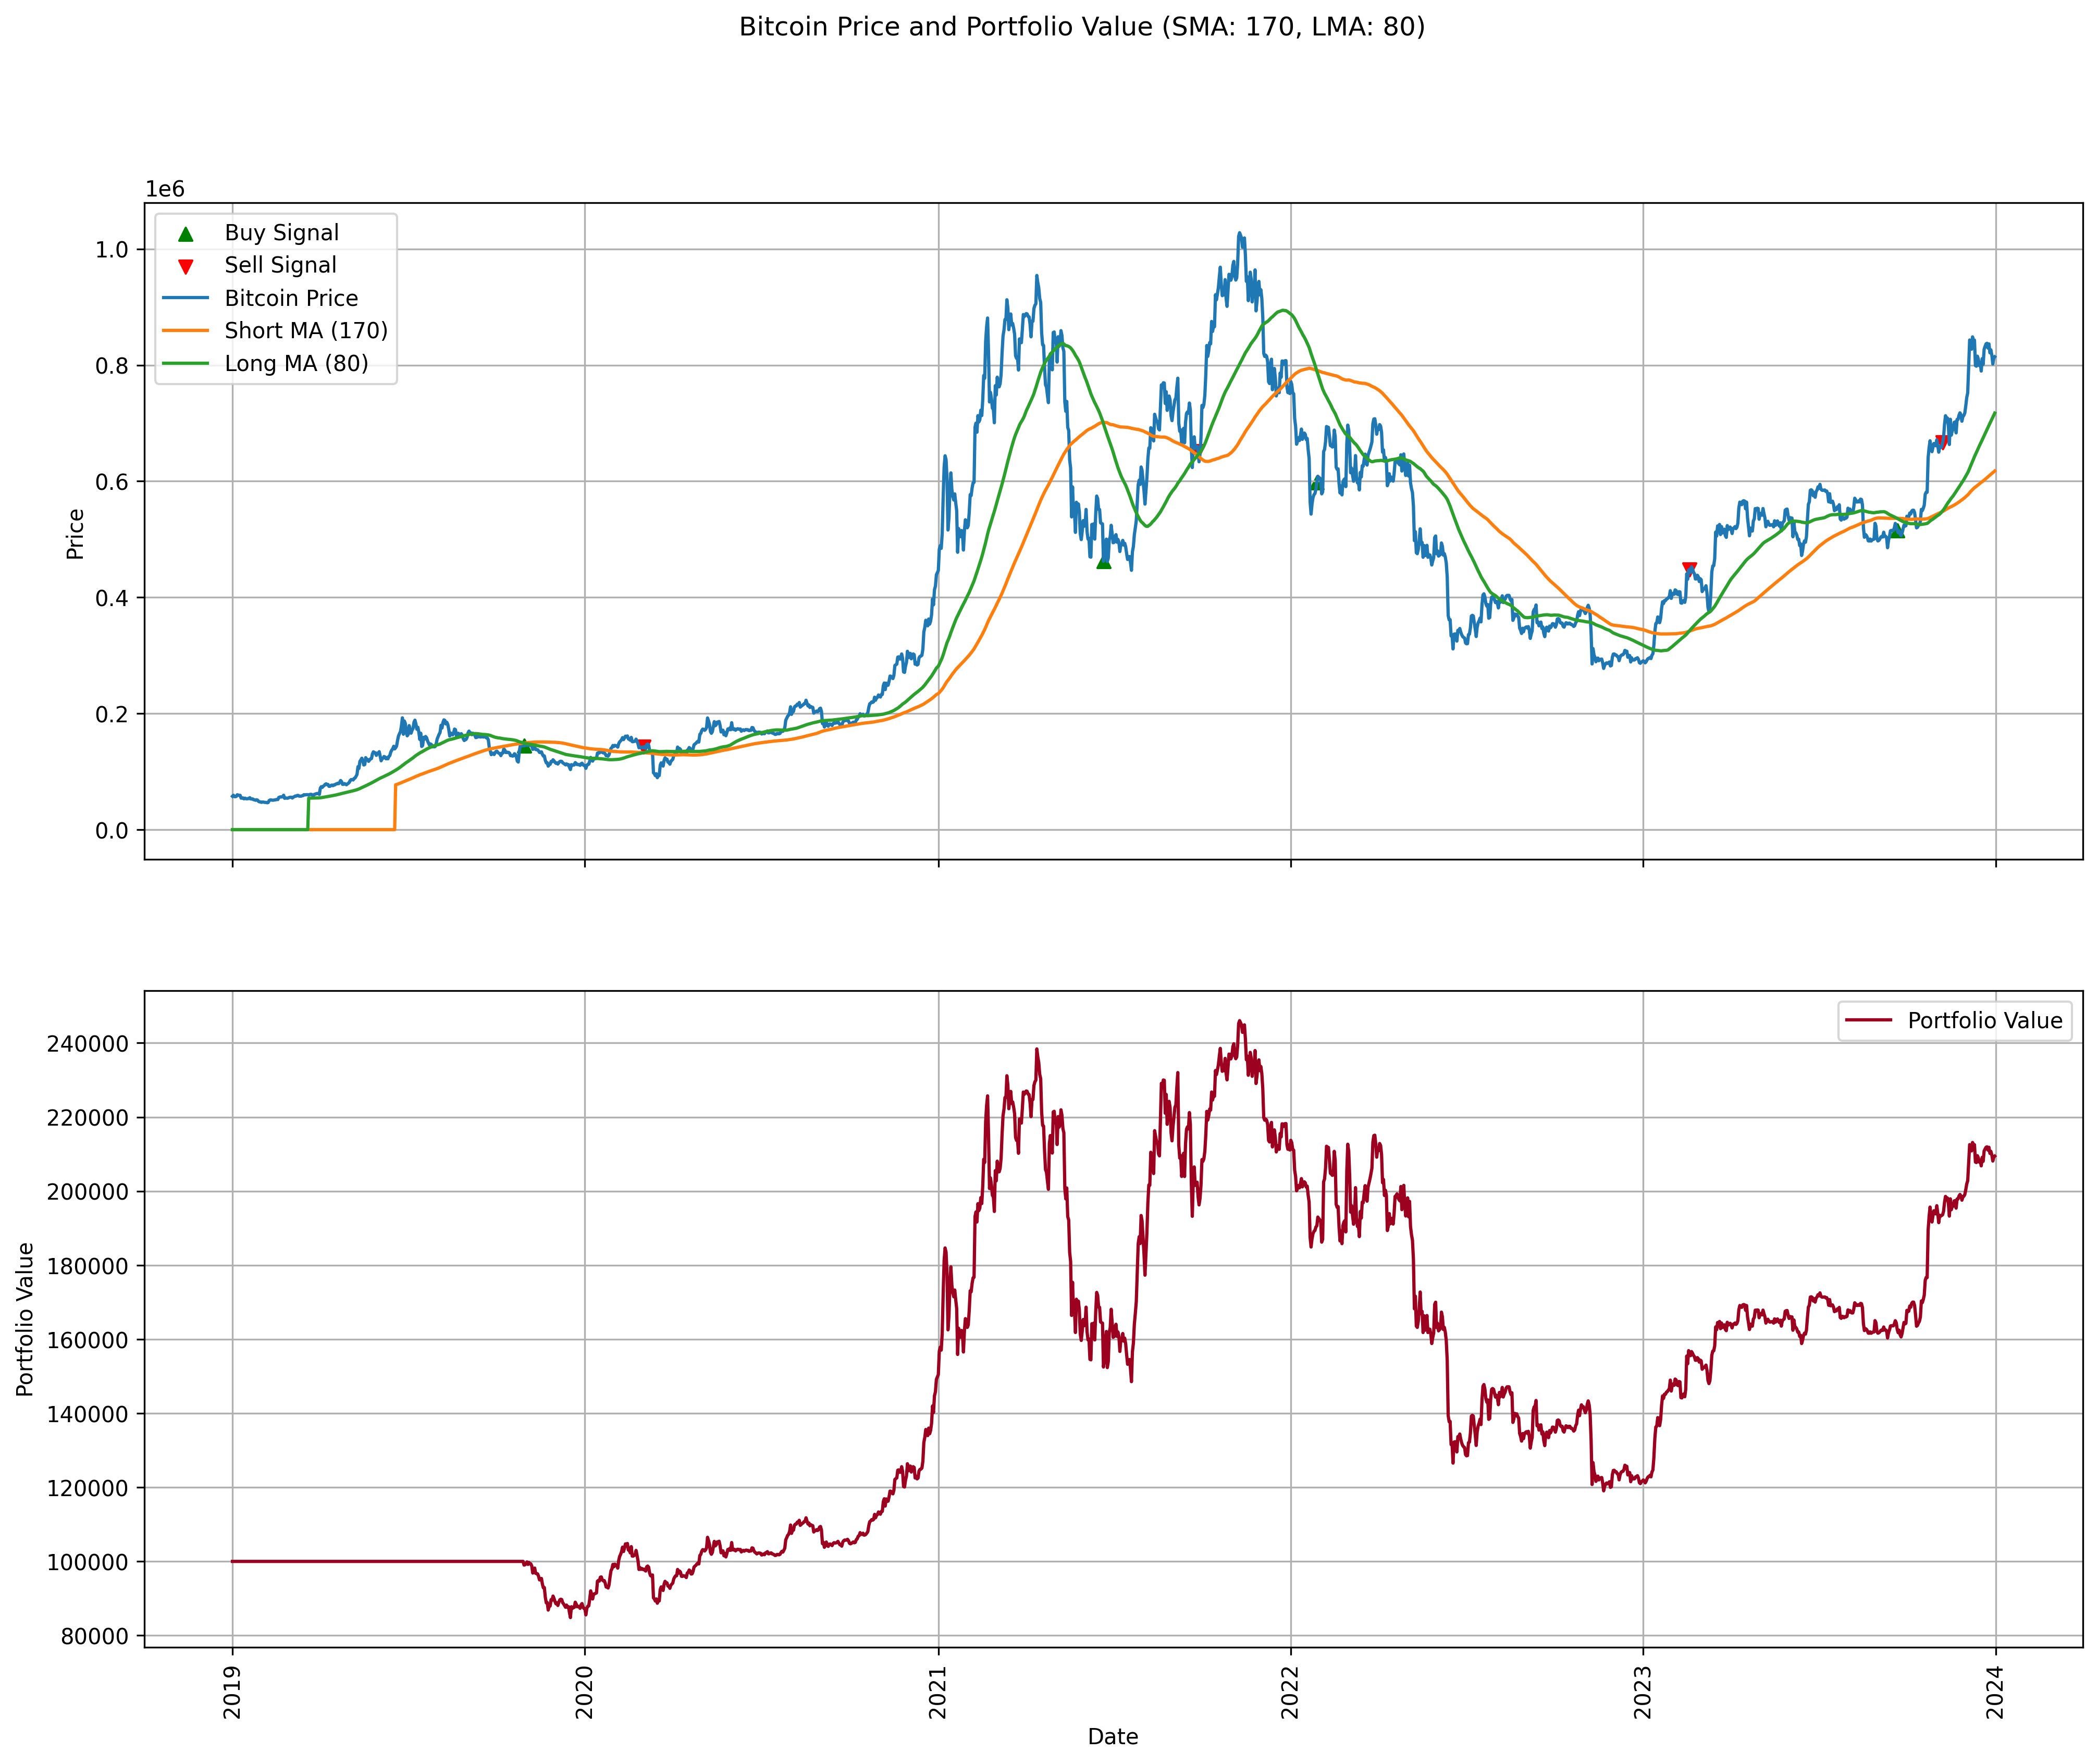 Bitcoin Price and Portfolio Value (SMA: 170, LMA: 80)
1e6
Buy Signal
Sell Signal
Bitcoin Price
Short MA (170)
Long MA (80)
1.0
0.8
0.6
0.4
0.2
0.0
Price
Portfolio Value
240000
220000
200000
180000
160000
140000
120000
100000
80000
Portfolio Value
2019
2020
2021
2022
2023
2024
Date